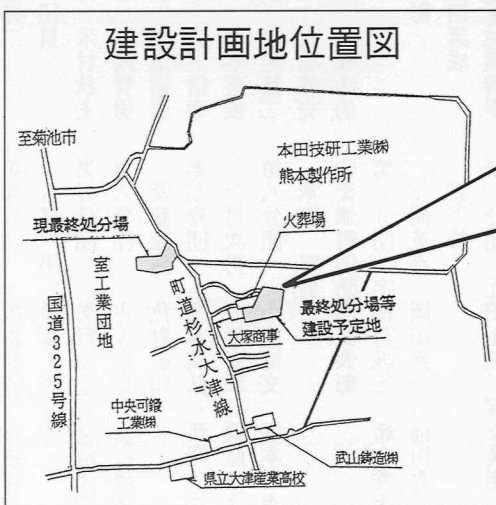 建設計画地位置図
至菊池市
本田技研工業㈱
熊本製作所
火葬場
現最終処分場
室工業団地
町道杉水大津線
国道325号線
最終処分場等
建設予定地
大塚商事
中央可鍛
工業㈱
武山鋳造㈱
県立大津産業高校